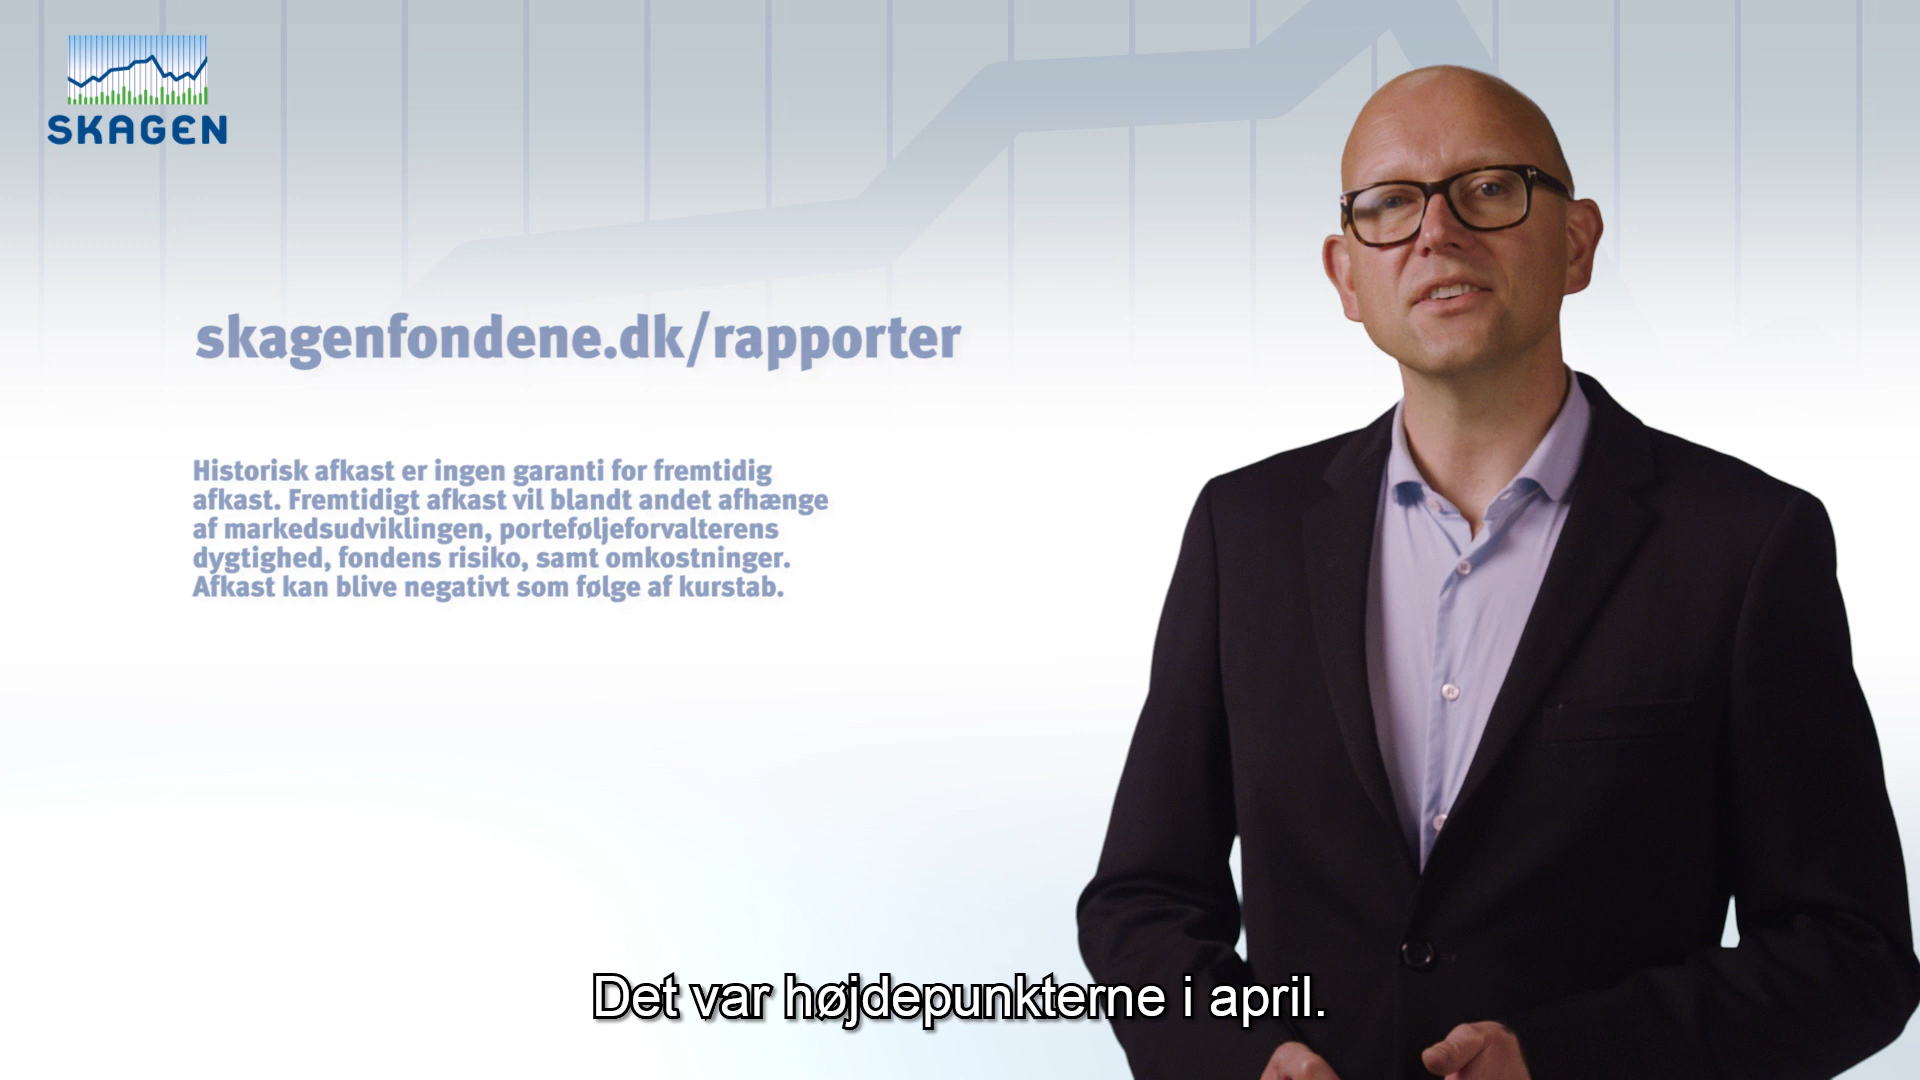 SKAGEN
skagenfondene.dk/rapporter
Historisk afkast er ingen garanti for fremtidig
afkast. Fremtidigt afkast vil blandt andet afhænge
af markedsudviklingen, porteføljeforvalterens
dygtighed, fondens risiko, samt omkostninger.
Afkast kan blive negativt som følge af kurstab.
Det var højdepunkterne i april.